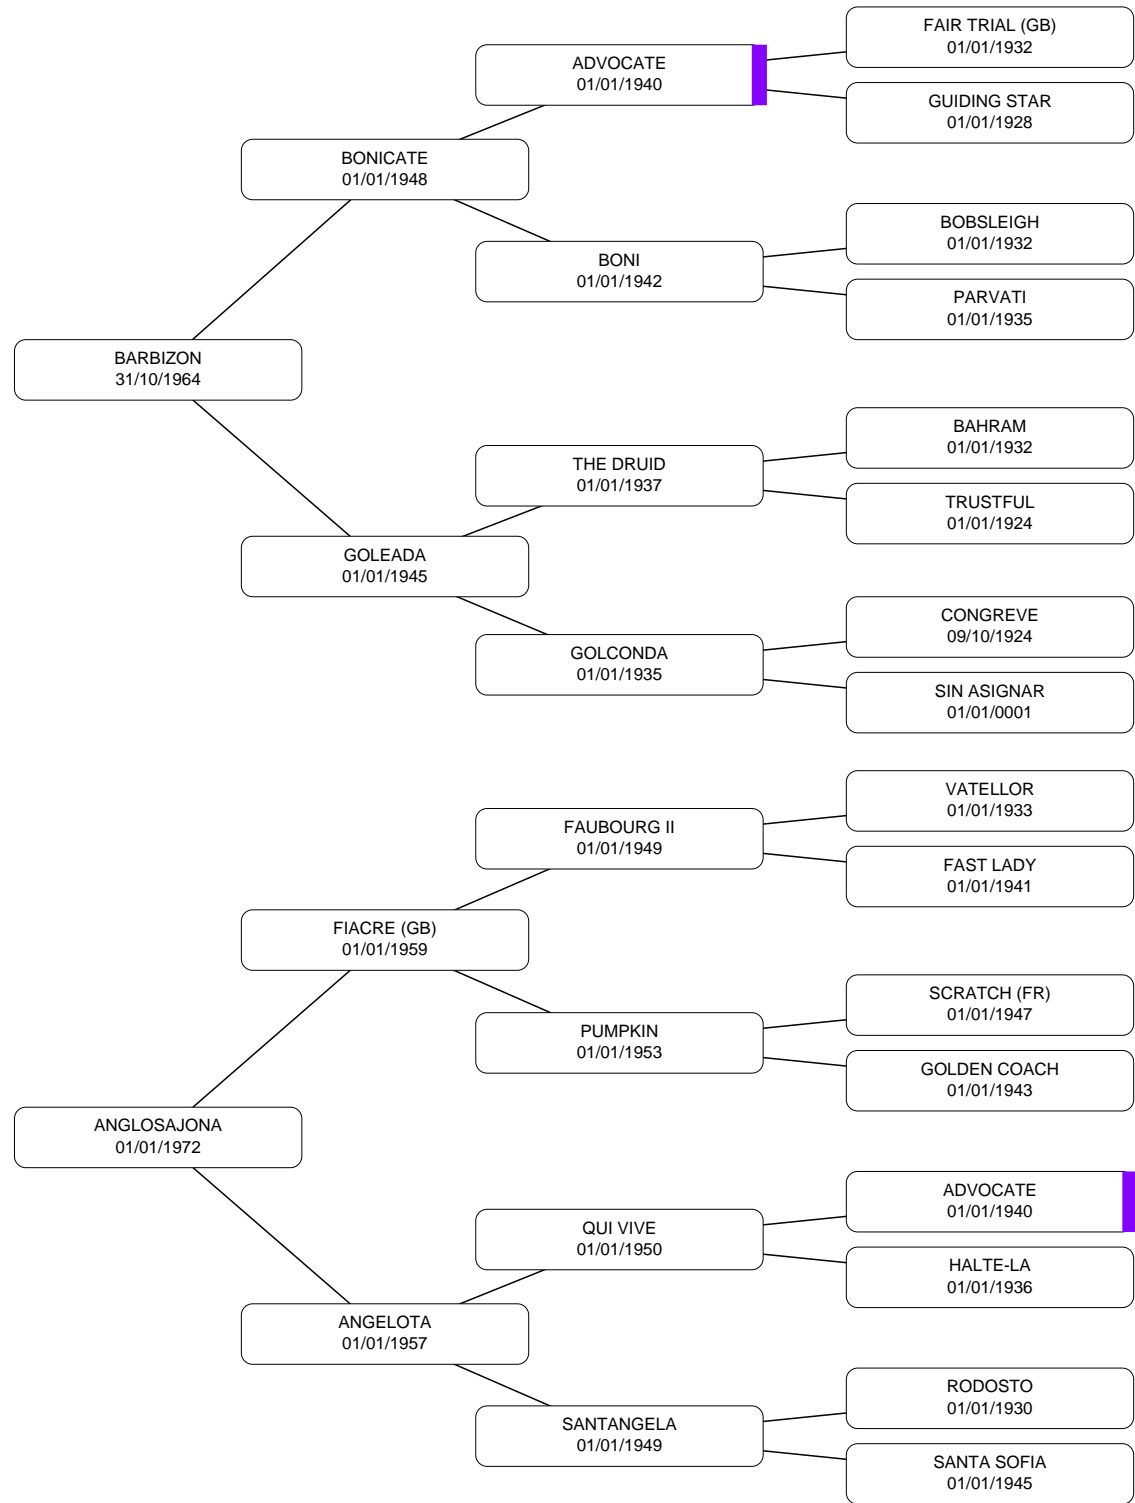 FAIR TRIAL (GB)
01/01/1932
ADVOCATE
01/01/1940
GUIDING STAR
01/01/1928
BONICATE
01/01/1948
BOBSLEIGH
01/01/1932
BONI
01/01/1942
PARVATI
01/01/1935
BARBIZON
31/10/1964
BAHRAM
01/01/1932
THE DRUID
01/01/1937
TRUSTFUL
01/01/1924
GOLEADA
01/01/1945
CONGREVE
09/10/1924
GOLCONDA
01/01/1935
SIN ASIGNAR
01/01/0001
VATELLOR
01/01/1933
FAUBOURG II
01/01/1949
FAST LADY
01/01/1941
FIACRE (GB)
01/01/1959
SCRATCH (FR)
01/01/1947
PUMPKIN
01/01/1953
GOLDEN COACH
01/01/1943
ANGLOSAJONA
01/01/1972
ADVOCATE
01/01/1940
QUI VIVE
01/01/1950
HALTE-LA
01/01/1936
ANGELOTA
01/01/1957
RODOSTO
01/01/1930
SANTANGELA
01/01/1949
SANTA SOFIA
01/01/1945